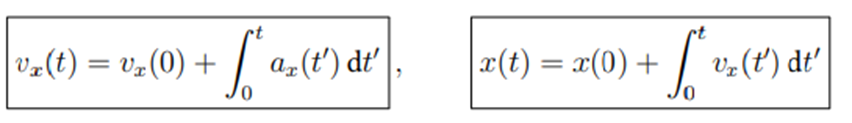 v_x(t) = v_x(0) + ∫_0^t a_x(t′) dt′ , x(t) = x(0) + ∫_0^t v_x(t′) dt′